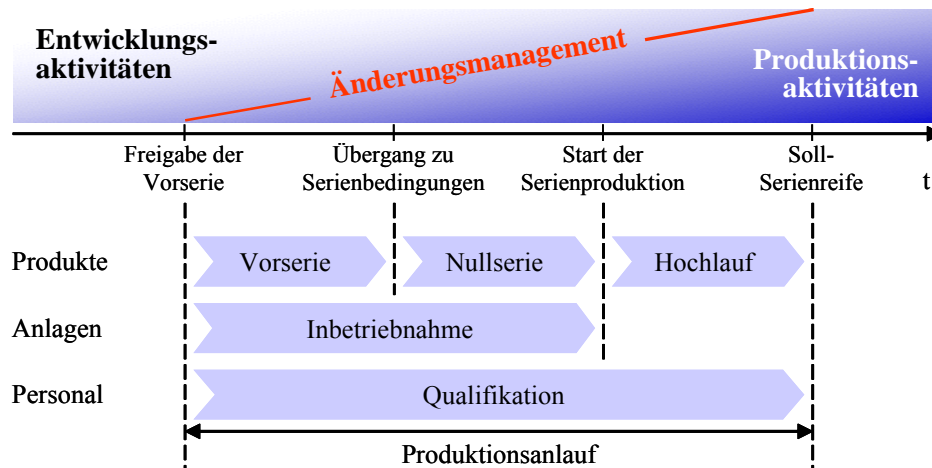 Entwicklungs-
aktivitäten
Änderungsmanagement
Produktions-
aktivitäten
Freigabe der
Vorserie
Übergang zu
Serienbedingungen
Start der
Serienproduktion
Soll-
Serienreife
t
Produkte
Vorserie
Nullserie
Hochlauf
Anlagen
Inbetriebnahme
Personal
Qualifikation
Produktionsanlauf